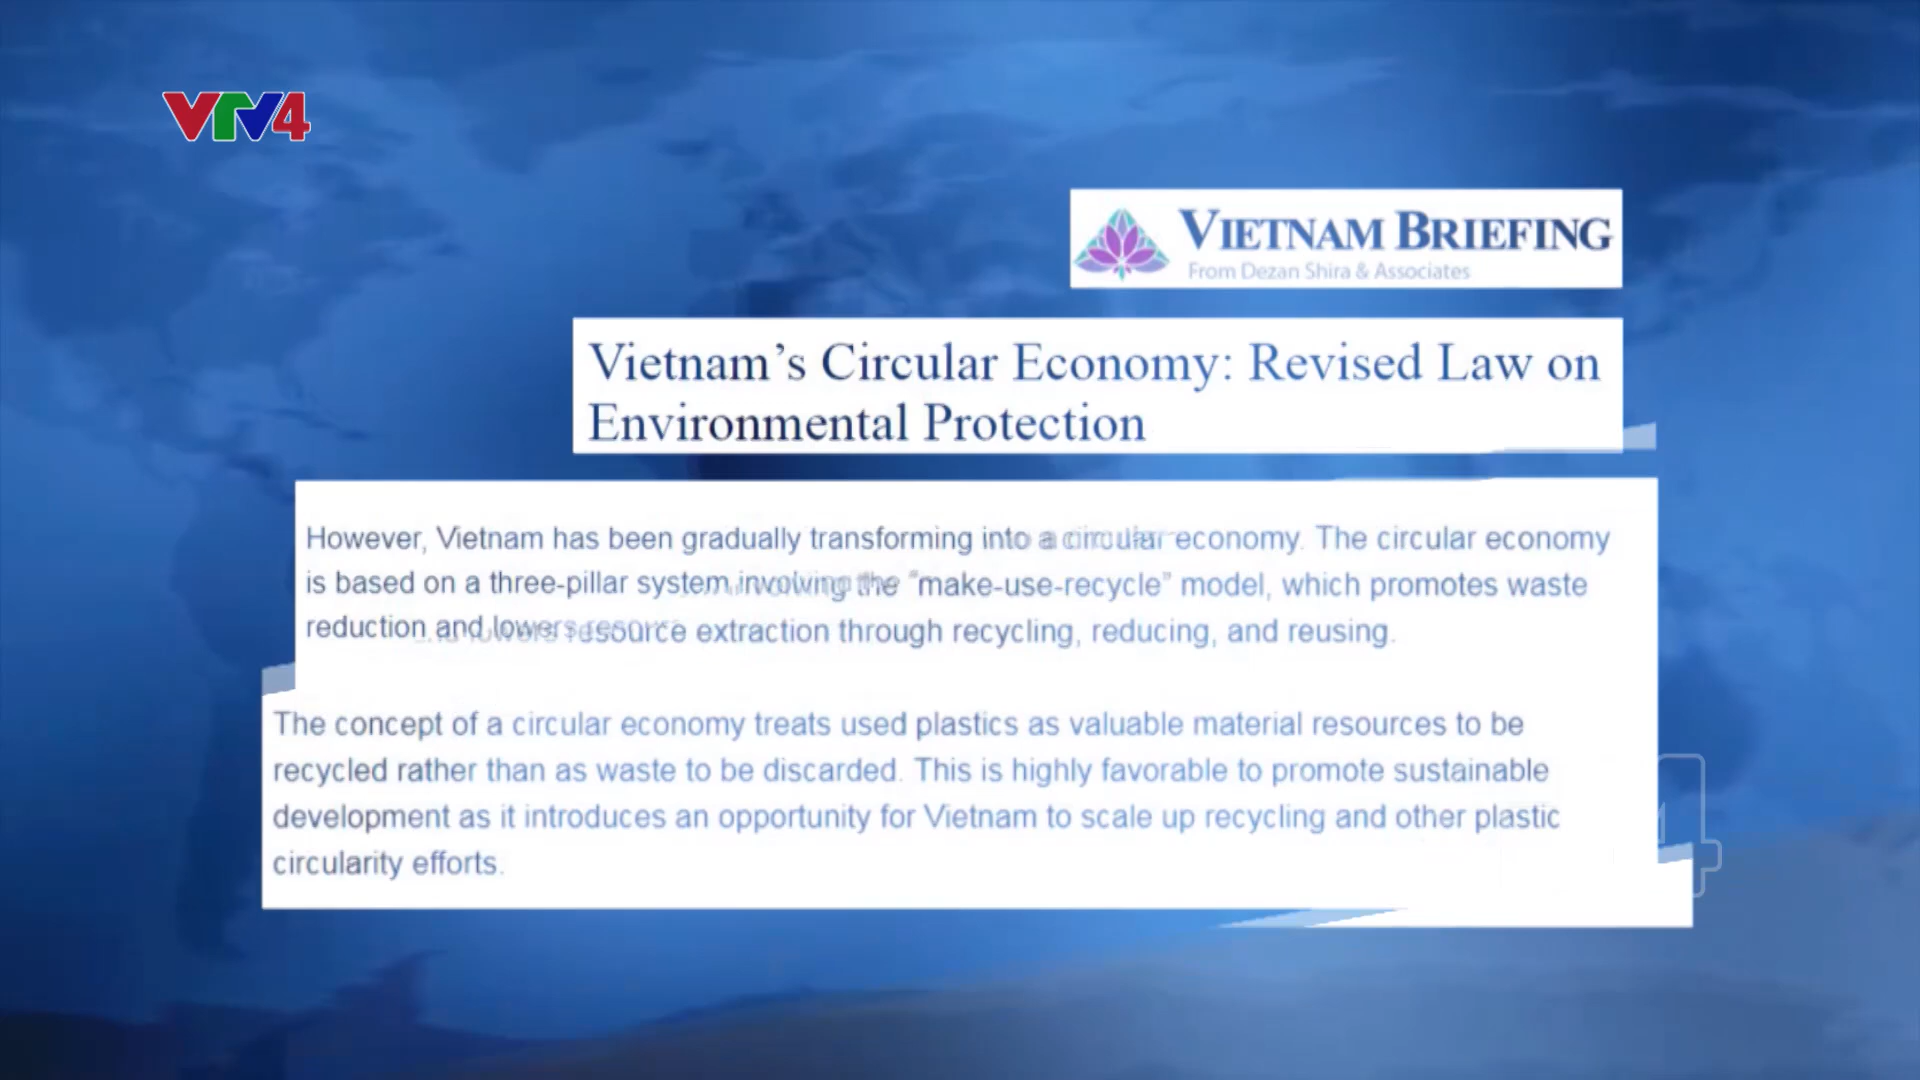 VTV4
VIETNAM BRIEFING
From Dezan Shira & Associates
Vietnam’s Circular Economy: Revised Law on
Environmental Protection
However, Vietnam has been gradually transforming into a circular economy. The circular economy
is based on a three-pillar system involving the “make-use-recycle” model, which promotes waste
reduction and lowers resource extraction through recycling, reducing, and reusing.
The concept of a circular economy treats used plastics as valuable material resources to be
recycled rather than as waste to be discarded. This is highly favorable to promote sustainable
development as it introduces an opportunity for Vietnam to scale up recycling and other plastic
circularity efforts.